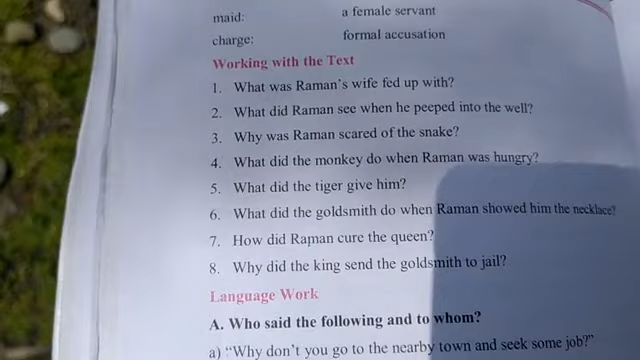 maid: a female servant
charge: formal accusation
Working with the Text
1. What was Raman's wife fed up with?
2. What did Raman see when he peeped into the well?
3. Why was Raman scared of the snake?
4. What did the monkey do when Raman was hungry?
5. What did the tiger give him?
6. What did the goldsmith do when Raman showed him the necklace?
7. How did Raman cure the queen?
8. Why did the king send the goldsmith to jail?
Language Work
A. Who said the following and to whom?
a) "Why don't you go to the nearby town and seek some job?"